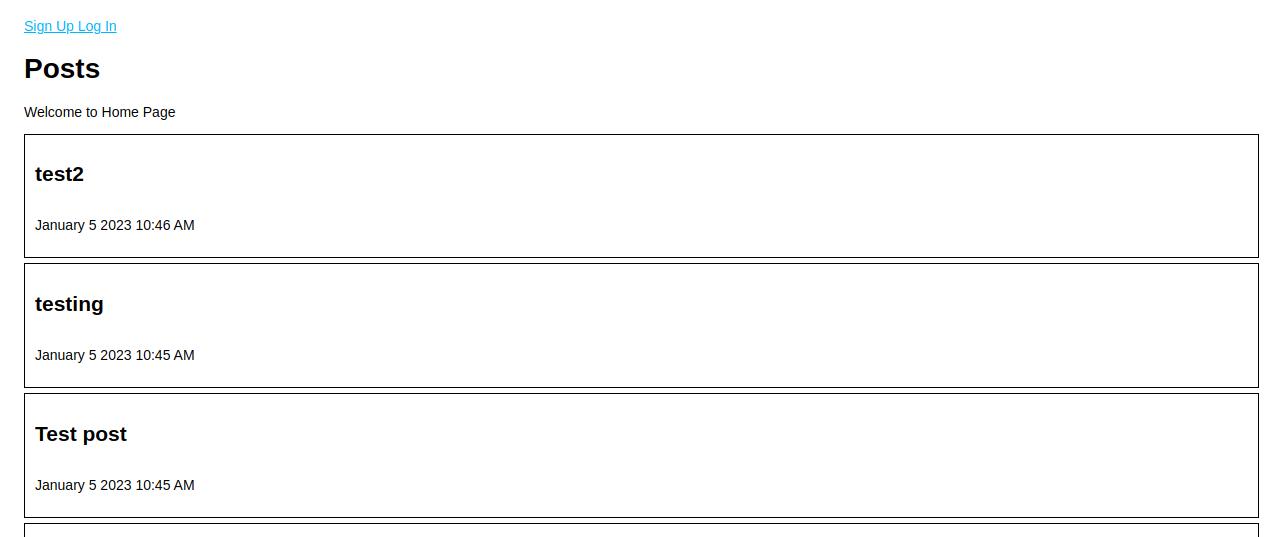 Sign Up Log In
Posts
Welcome to Home Page
test2
January 5 2023 10:46 AM
testing
January 5 2023 10:45 AM
Test post
January 5 2023 10:45 AM